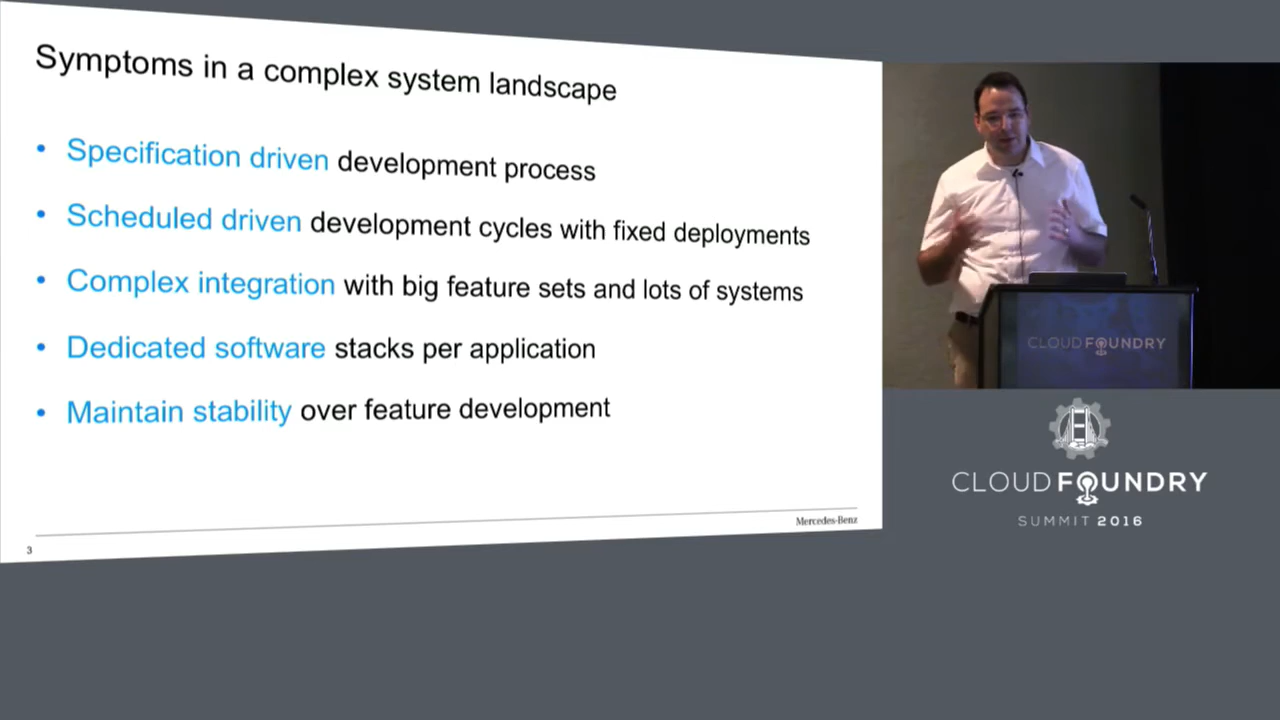 Symptoms in a complex system landscape
• Specification driven development process
• Scheduled driven development cycles with fixed deployments
• Complex integration with big feature sets and lots of systems
• Dedicated software stacks per application
• Maintain stability over feature development
Mercedes-Benz
3
CLOUD FOUNDRY
CLOUD FOUNDRY
SUMMIT 2016